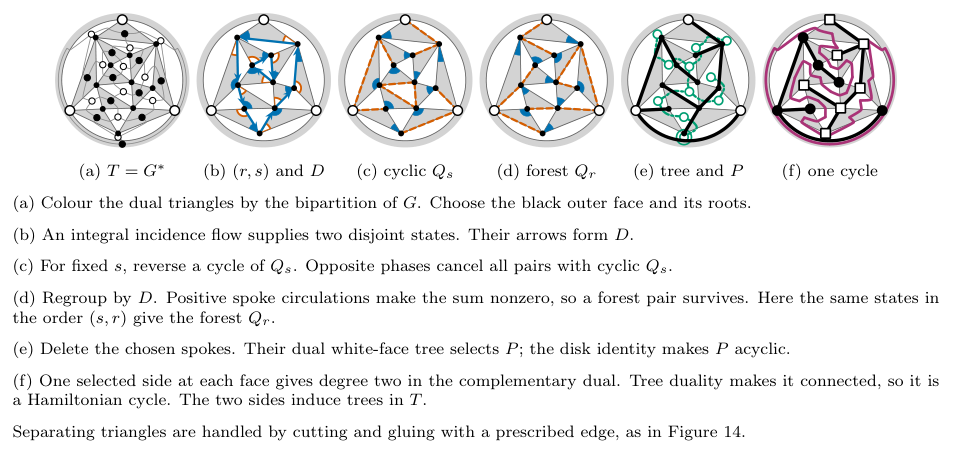 (a) T = G*
(b) (r, s) and D
(c) cyclic Qₛ
(d) forest Qᵣ
(e) tree and P
(f) one cycle
(a) Colour the dual triangles by the bipartition of G. Choose the black outer face and its roots.
(b) An integral incidence flow supplies two disjoint states. Their arrows form D.
(c) For fixed s, reverse a cycle of Qₛ. Opposite phases cancel all pairs with cyclic Qₛ.
(d) Regroup by D. Positive spoke circulations make the sum nonzero, so a forest pair survives. Here the same states in
the order (s, r) give the forest Qᵣ.
(e) Delete the chosen spokes. Their dual white-face tree selects P; the disk identity makes P acyclic.
(f) One selected side at each face gives degree two in the complementary dual. Tree duality makes it connected, so it is
a Hamiltonian cycle. The two sides induce trees in T.
Separating triangles are handled by cutting and gluing with a prescribed edge, as in Figure 14.